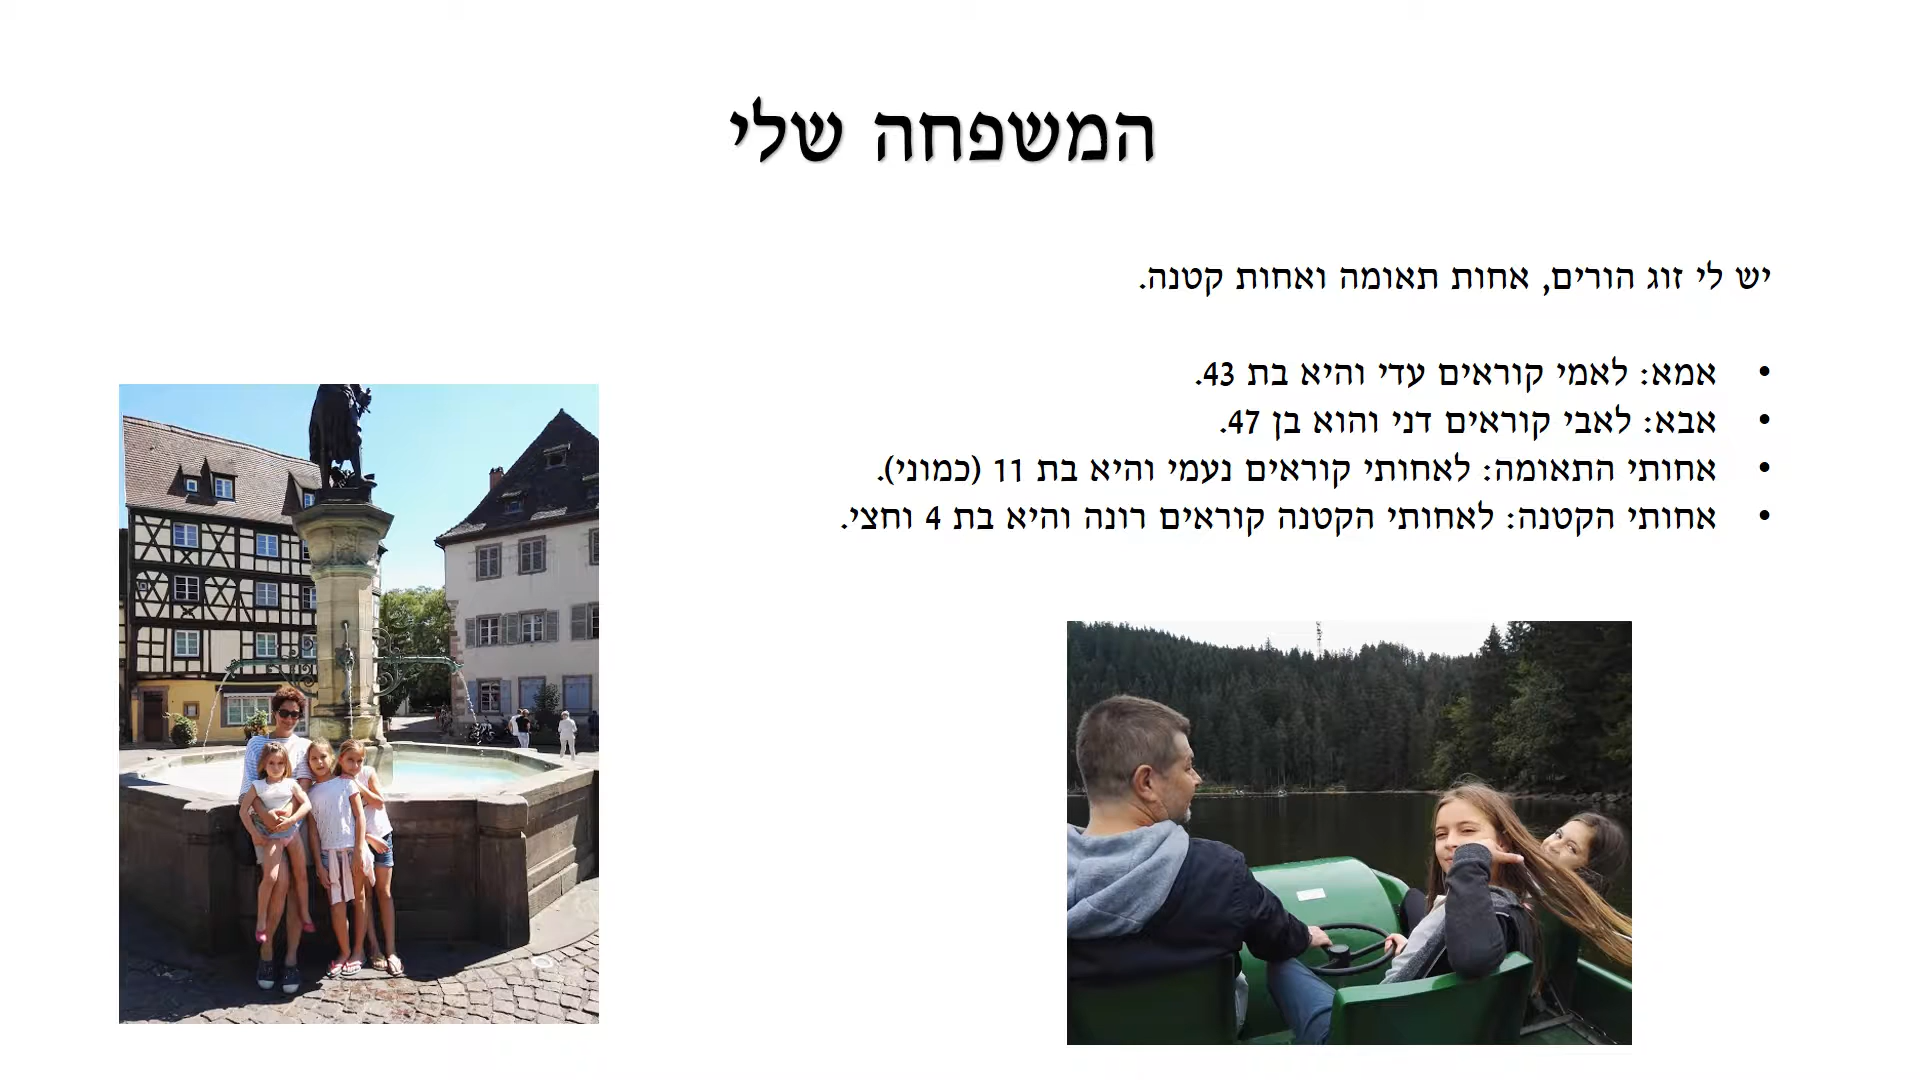 המשפחה שלי
יש לי זוג הורים, אחות תאומה ואחות קטנה.
• אמא: לאמי קוראים עדי והיא בת 43.
• אבא: לאבי קוראים דני והוא בן 47.
• אחותי התאומה: לאחותי קוראים נעמי והיא בת 11 (כמוני).
• אחותי הקטנה: לאחותי הקטנה קוראים רונה והיא בת 4 וחצי.